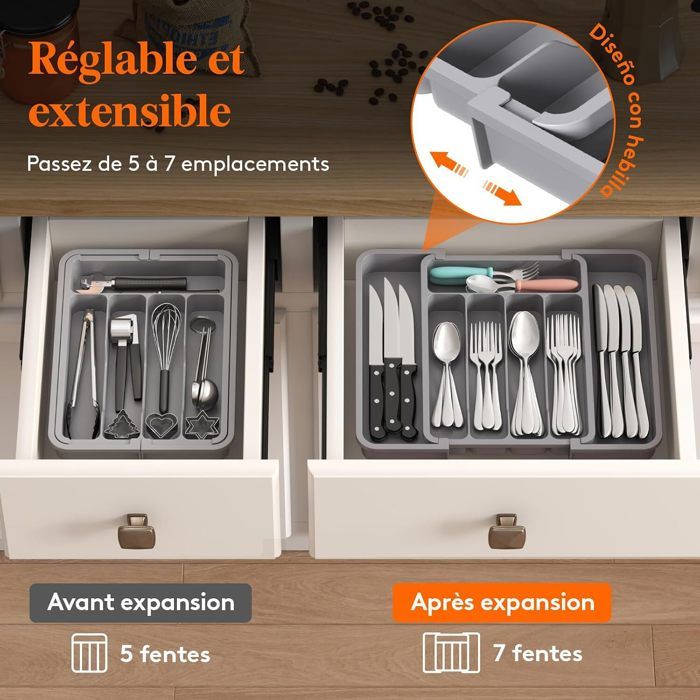 Réglable et
extensible
Passez de 5 à 7 emplacements
Diseño con hebilla
Avant expansion
5 fentes
Après expansion
7 fentes